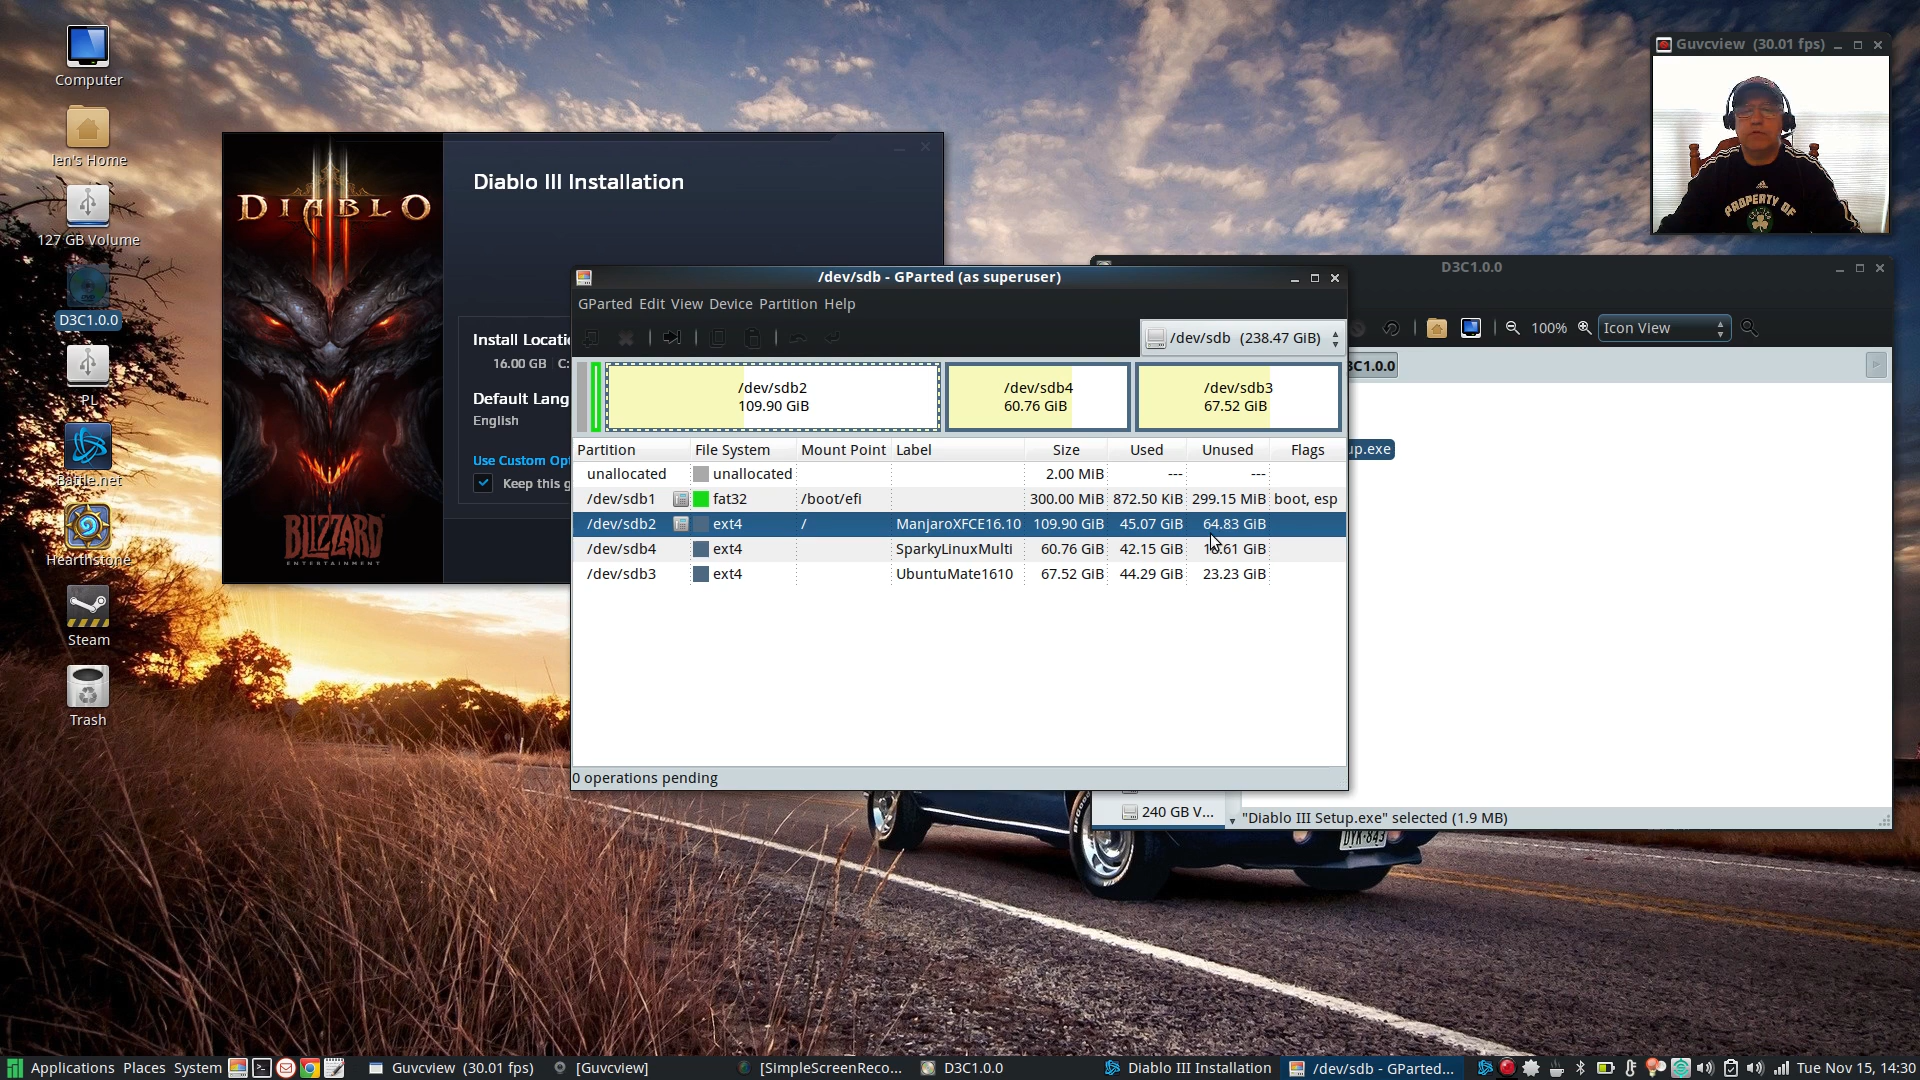 Computer
len's Home
127 GB Volume
D3C1.0.0
PL
Battle.net
Hearthstone
Steam
Trash
DIABLO
BLIZZARD
ENTERTAINMENT
Diablo III Installation
Install Locati
16.00 GB C:
Default Lang
English
Use Custom Opt
Keep this g
/dev/sdb - GParted (as superuser)
GParted Edit View Device Partition Help
/dev/sdb (238.47 GiB)
/dev/sdb2
109.90 GiB
/dev/sdb4
60.76 GiB
/dev/sdb3
67.52 GiB
Partition File System Mount Point Label Size Used Unused Flags
unallocated unallocated 2.00 MiB --- ---
/dev/sdb1 fat32 /boot/efi 300.00 MiB 872.50 KiB 299.15 MiB boot, esp
/dev/sdb2 ext4 / ManjaroXFCE16.10 109.90 GiB 45.07 GiB 64.83 GiB
/dev/sdb4 ext4 SparkyLinuxMulti 60.76 GiB 42.15 GiB .61 GiB
/dev/sdb3 ext4 UbuntuMate1610 67.52 GiB 44.29 GiB 23.23 GiB
0 operations pending
Guvcview (30.01 fps)
PROPERTY OF
D3C1.0.0
100% Icon View
3C1.0.0
up.exe
240 GB V...
"Diablo III Setup.exe" selected (1.9 MB)
DYK-843
Applications Places System Guvcview (30.01 fps) [Guvcview] [SimpleScreenReco... D3C1.0.0 Diablo III Installation /dev/sdb - GParted... Tue Nov 15, 14:30